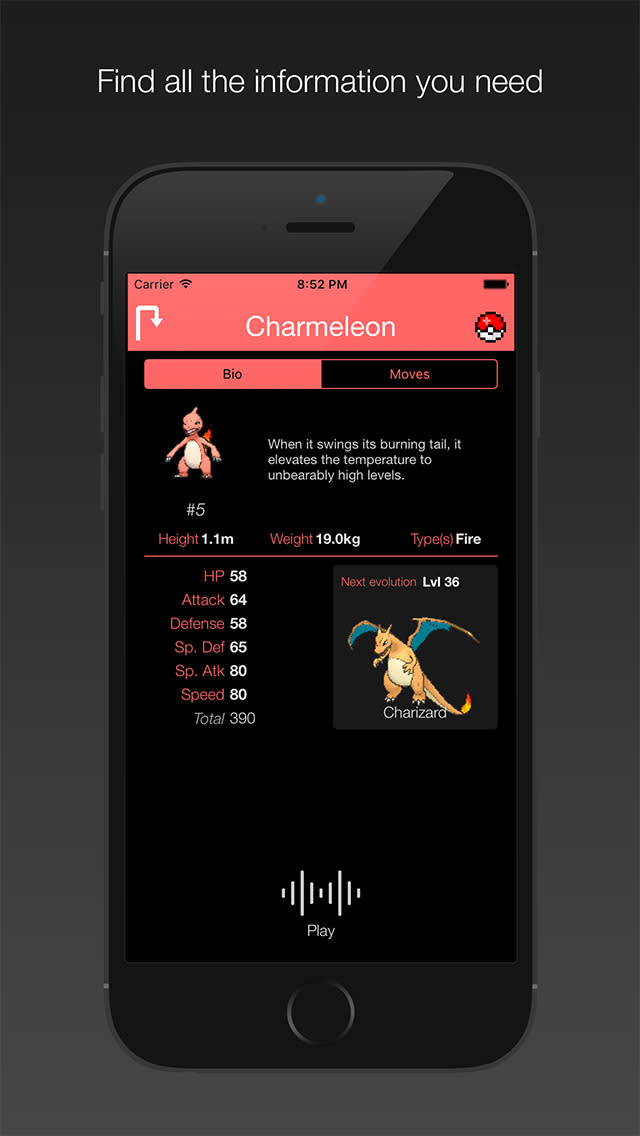 Find all the information you need
Carrier 8:52 PM
Charmeleon
Bio Moves
When it swings its burning tail, it
elevates the temperature to
unbearably high levels.
#5
Height 1.1m Weight 19.0kg Type(s) Fire
HP 58
Attack 64
Defense 58
Sp. Def 65
Sp. Atk 80
Speed 80
Total 390
Next evolution Lvl 36
Charizard
Play